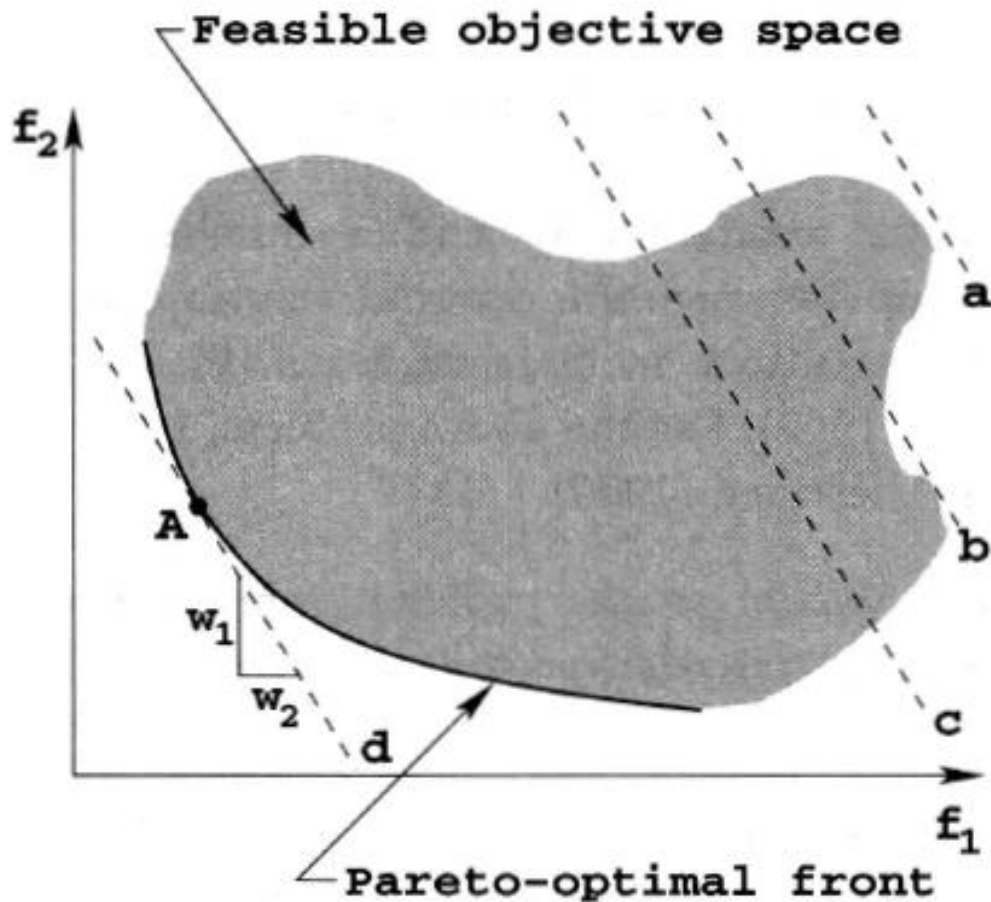 Feasible objective space
f2
a
A
b
w1
w2
c
d
f1
Pareto-optimal front